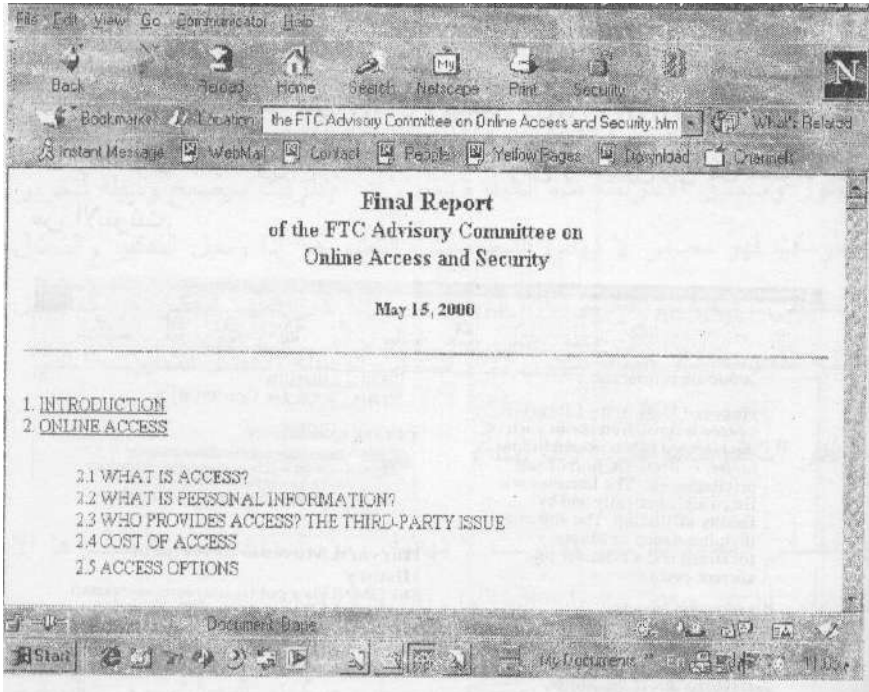 File Edit View Go Communicator Help
Back Reload Home Search Netscape Print Security
Bookmarks Location: the FTC Advisory Committee on Online Access and Security.htm What's Related
Instant Message WebMail Contact People Yellow Pages Download Channels
Final Report
of the FTC Advisory Committee on
Online Access and Security
May 15, 2000
1. INTRODUCTION
2. ONLINE ACCESS
2.1 WHAT IS ACCESS?
2.2 WHAT IS PERSONAL INFORMATION?
2.3 WHO PROVIDES ACCESS? THE THIRD-PARTY ISSUE
2.4 COST OF ACCESS
2.5 ACCESS OPTIONS
Document: Done
Start My Documents En